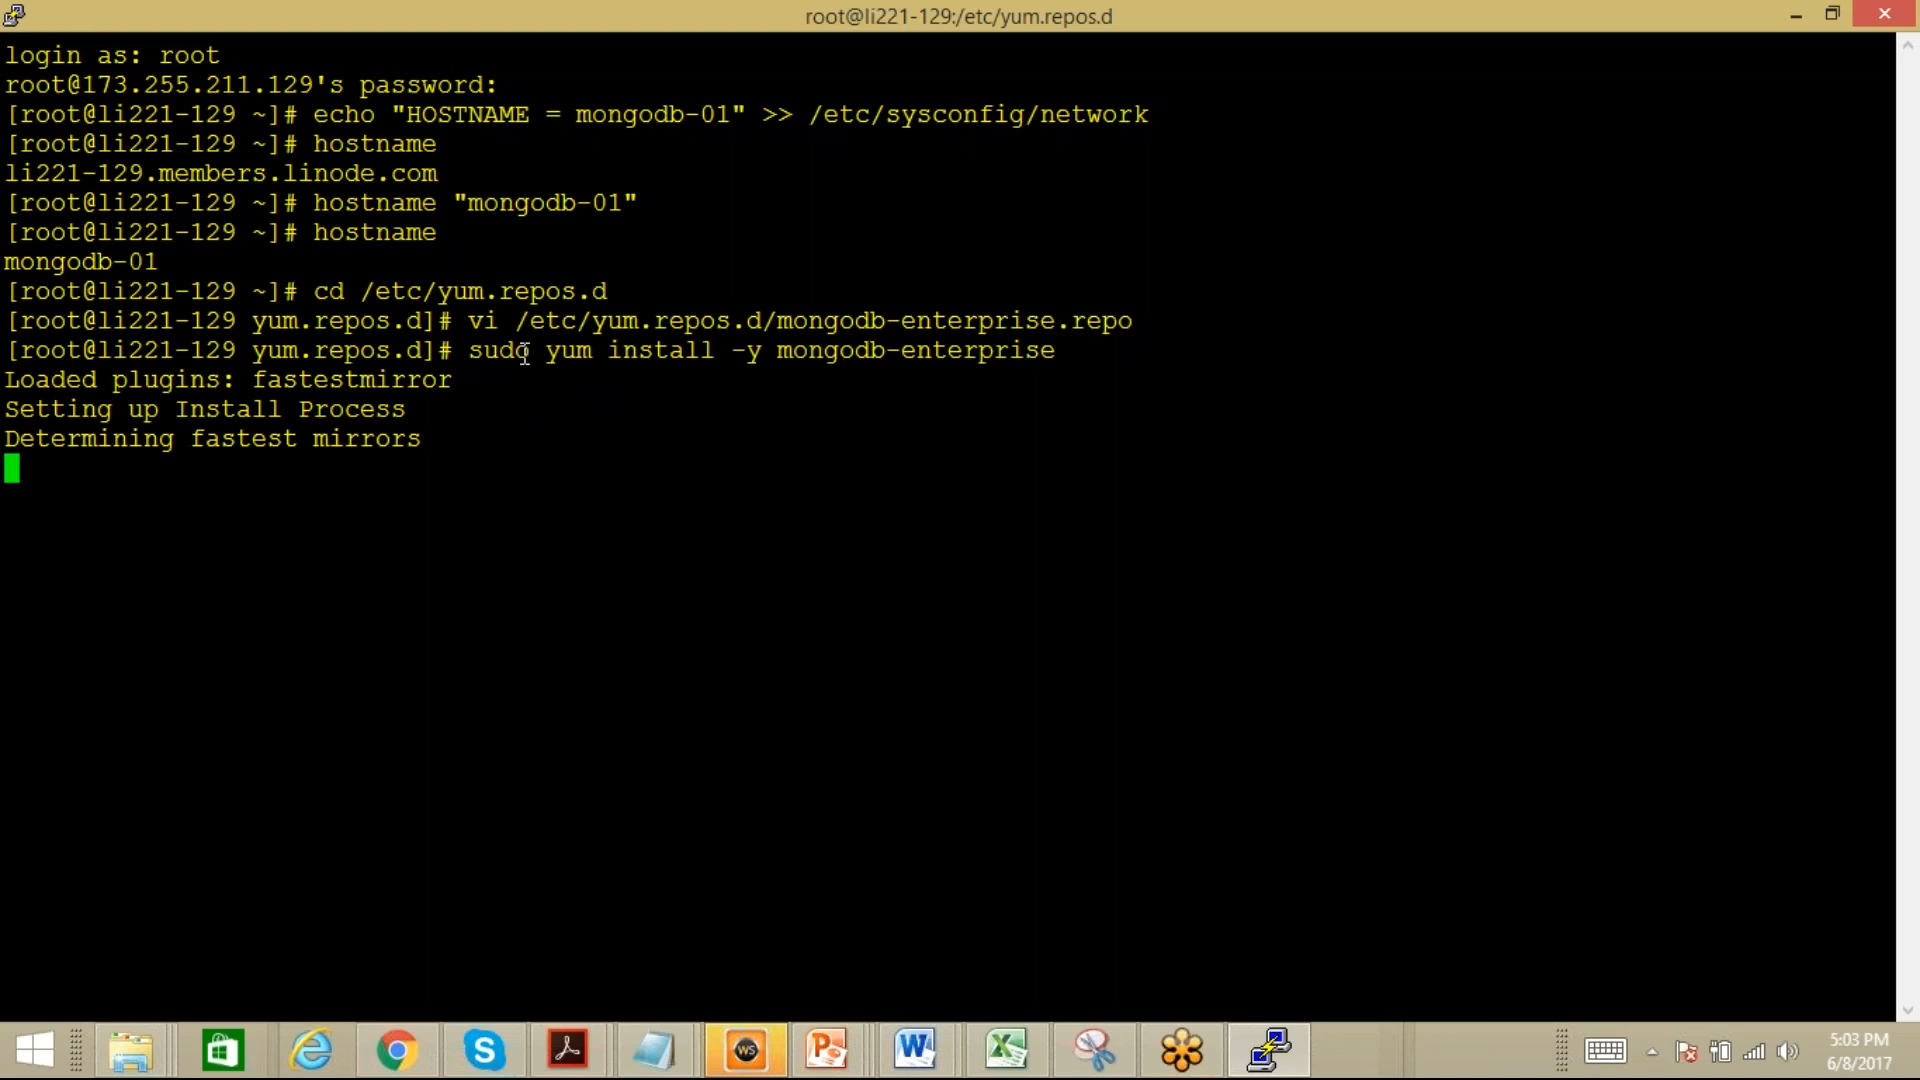 root@li221-129:/etc/yum.repos.d
login as: root
root@173.255.211.129's password:
[root@li221-129 ~]# echo "HOSTNAME = mongodb-01" >> /etc/sysconfig/network
[root@li221-129 ~]# hostname
li221-129.members.linode.com
[root@li221-129 ~]# hostname "mongodb-01"
[root@li221-129 ~]# hostname
mongodb-01
[root@li221-129 ~]# cd /etc/yum.repos.d
[root@li221-129 yum.repos.d]# vi /etc/yum.repos.d/mongodb-enterprise.repo
[root@li221-129 yum.repos.d]# sudo yum install -y mongodb-enterprise
Loaded plugins: fastestmirror
Setting up Install Process
Determining fastest mirrors
WS
5:03 PM
6/8/2017